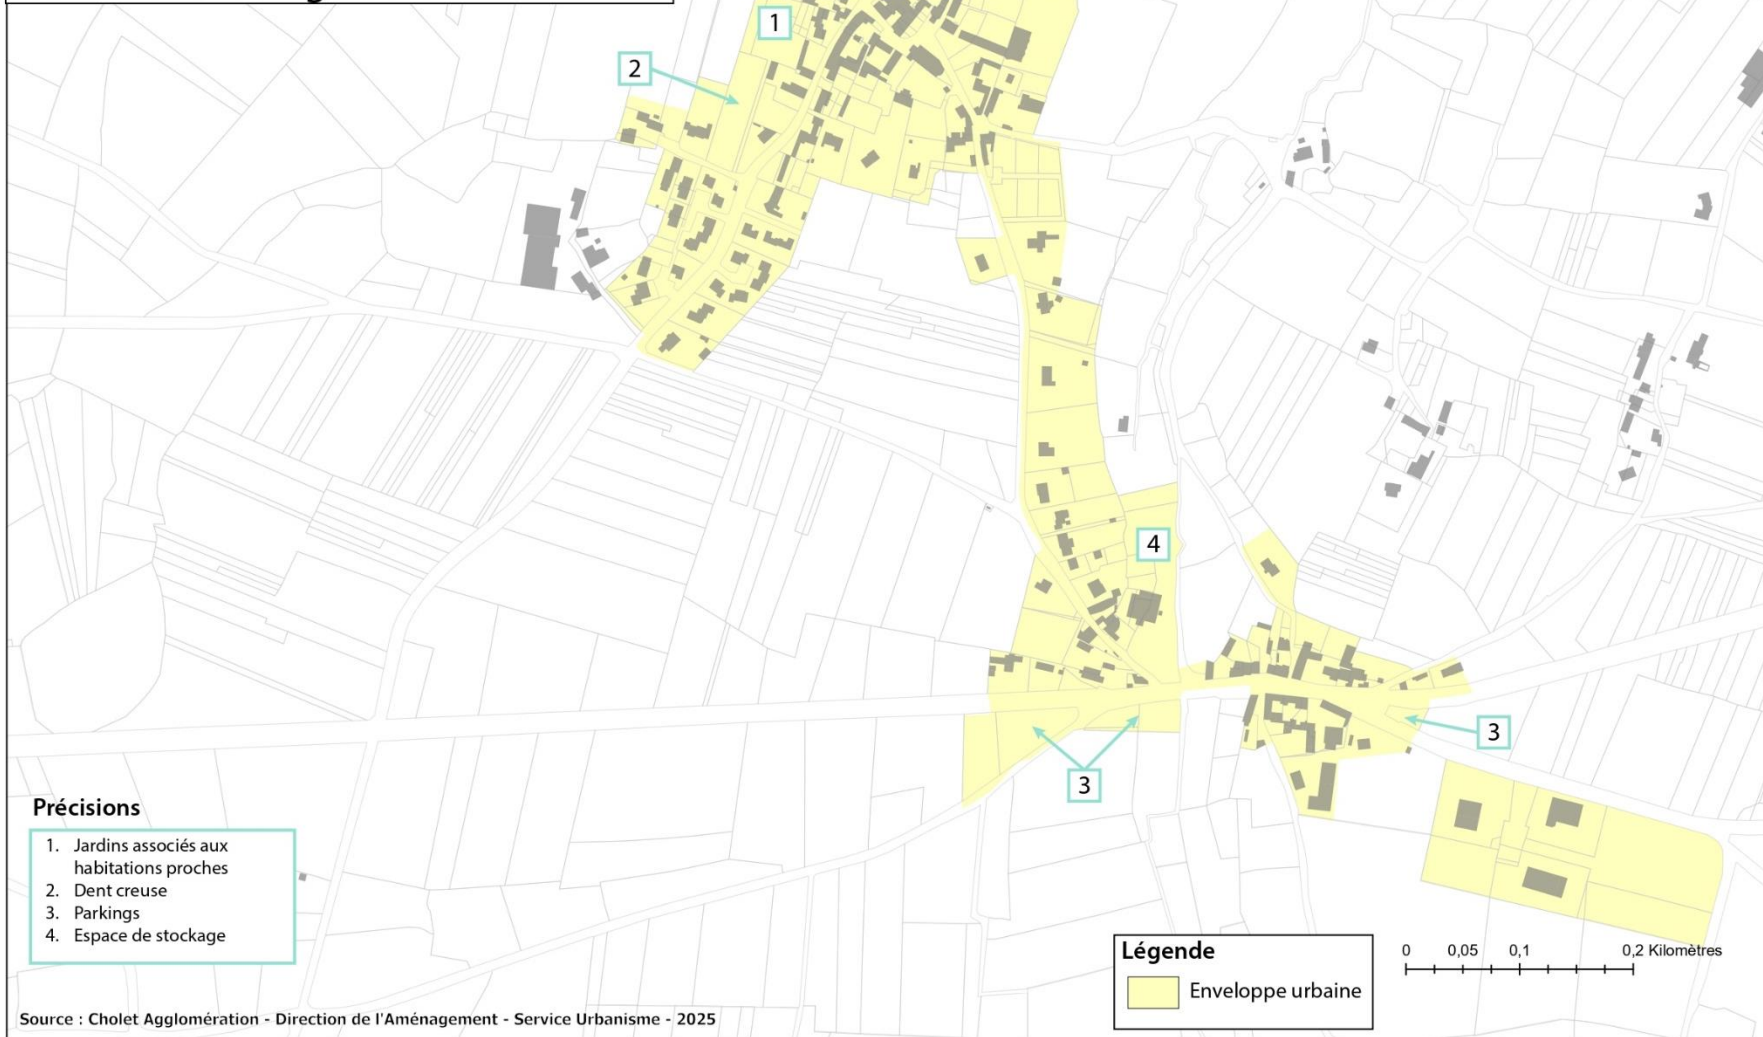 1
2
4
3
3
Précisions
1. Jardins associés aux
habitations proches
2. Dent creuse
3. Parkings
4. Espace de stockage
Légende
Enveloppe urbaine
0 0,05 0,1 0,2 Kilomètres
Source : Cholet Agglomération - Direction de l'Aménagement - Service Urbanisme - 2025